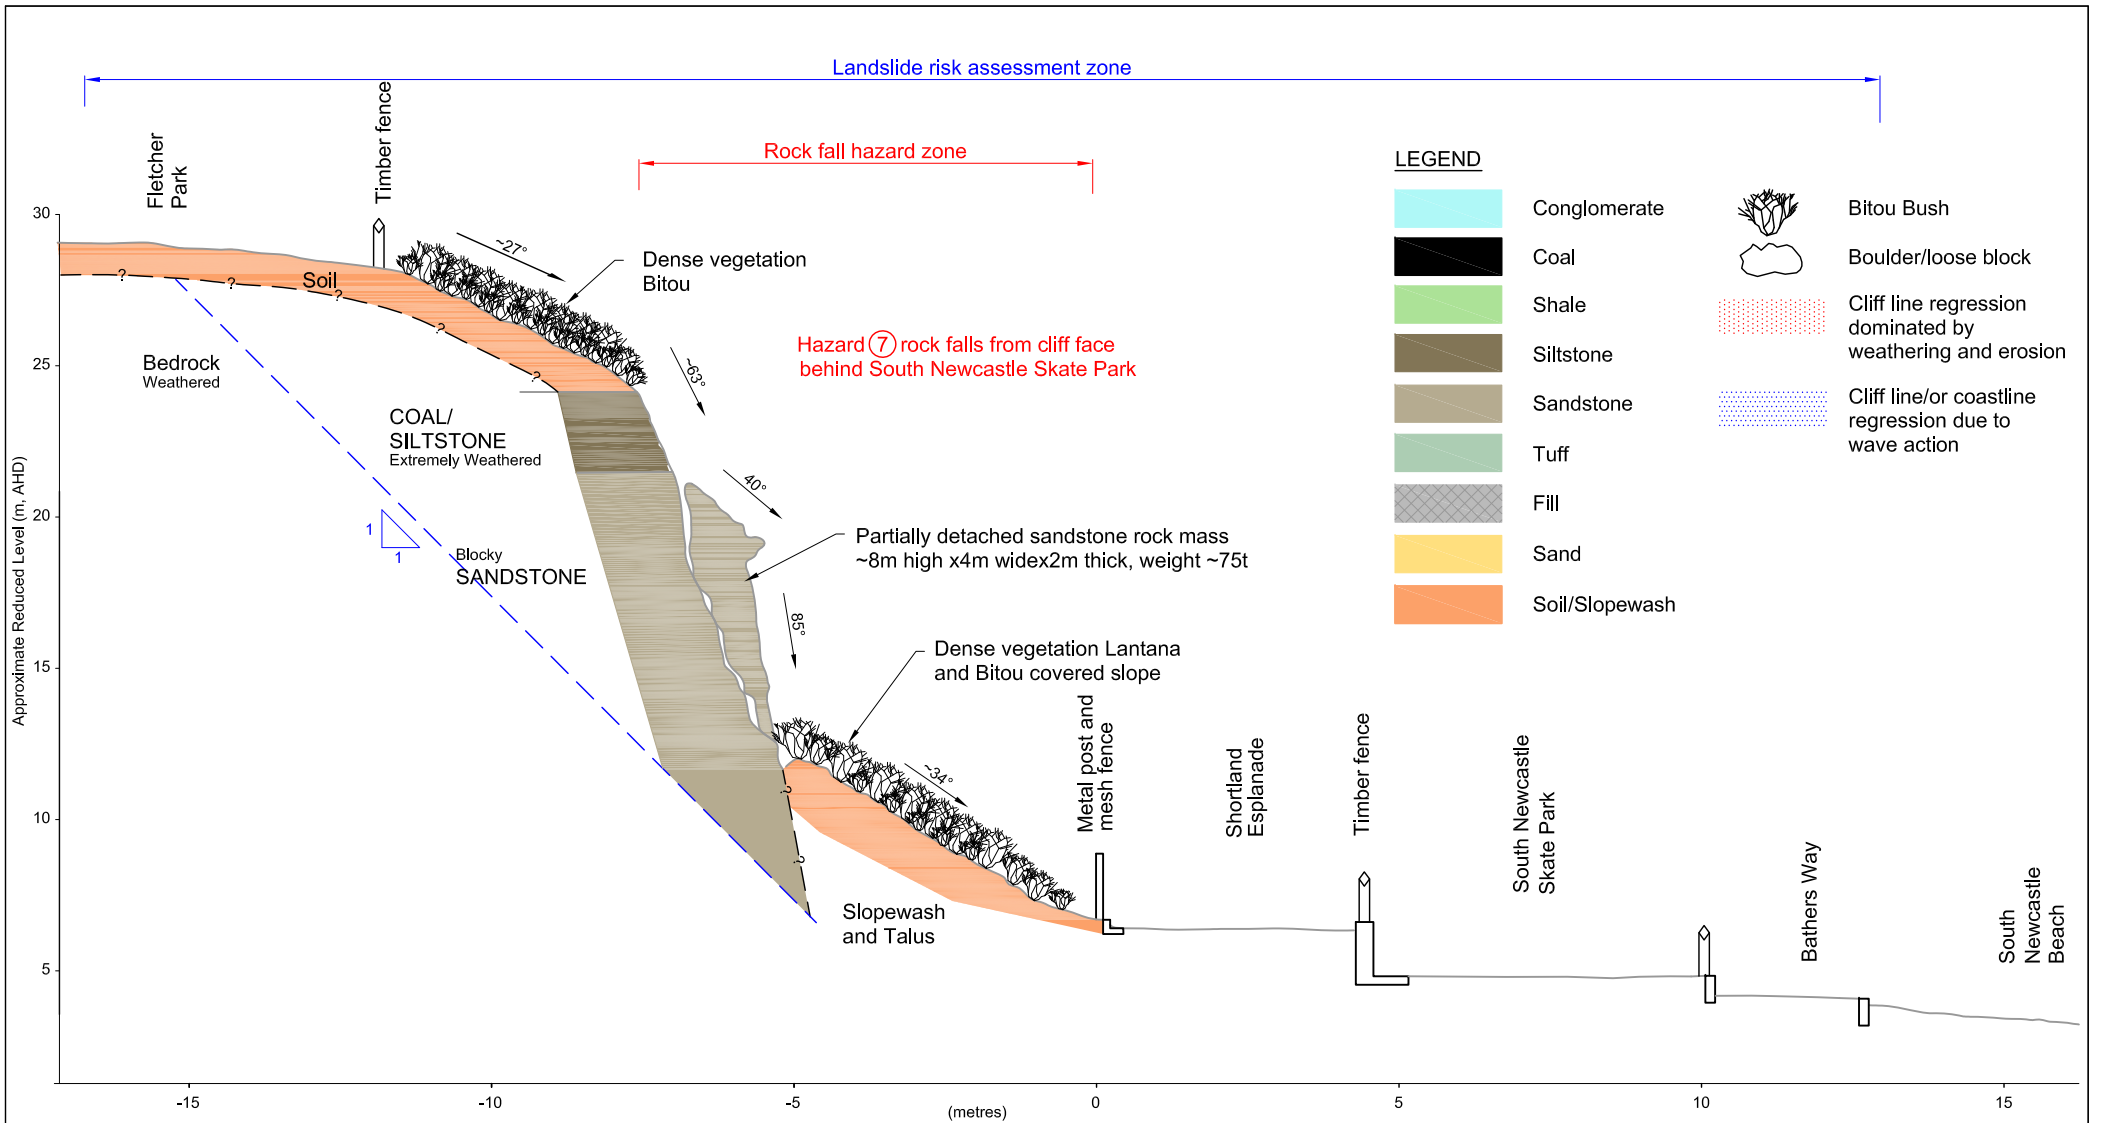 Landslide risk assessment zone
Rock fall hazard zone
Fletcher
Park
Timber fence
~27°
Dense vegetation
Bitou
Soil
?
?
?
?
?
Bedrock
Weathered
Hazard 7 rock falls from cliff face
behind South Newcastle Skate Park
~63°
COAL/
SILTSTONE
Extremely Weathered
40°
1
1
Blocky
SANDSTONE
Partially detached sandstone rock mass
~8m high x4m widex2m thick, weight ~75t
85°
Dense vegetation Lantana
and Bitou covered slope
~34°
?
?
Slopewash
and Talus
Metal post and
mesh fence
Shortland
Esplanade
Timber fence
South Newcastle
Skate Park
Bathers Way
South
Newcastle
Beach
LEGEND
Conglomerate
Coal
Shale
Siltstone
Sandstone
Tuff
Fill
Sand
Soil/Slopewash
Bitou Bush
Boulder/loose block
Cliff line regression
dominated by
weathering and erosion
Cliff line/or coastline
regression due to
wave action
Approximate Reduced Level (m, AHD)
30
25
20
15
10
5
-15
-10
-5
0
5
10
15
(metres)